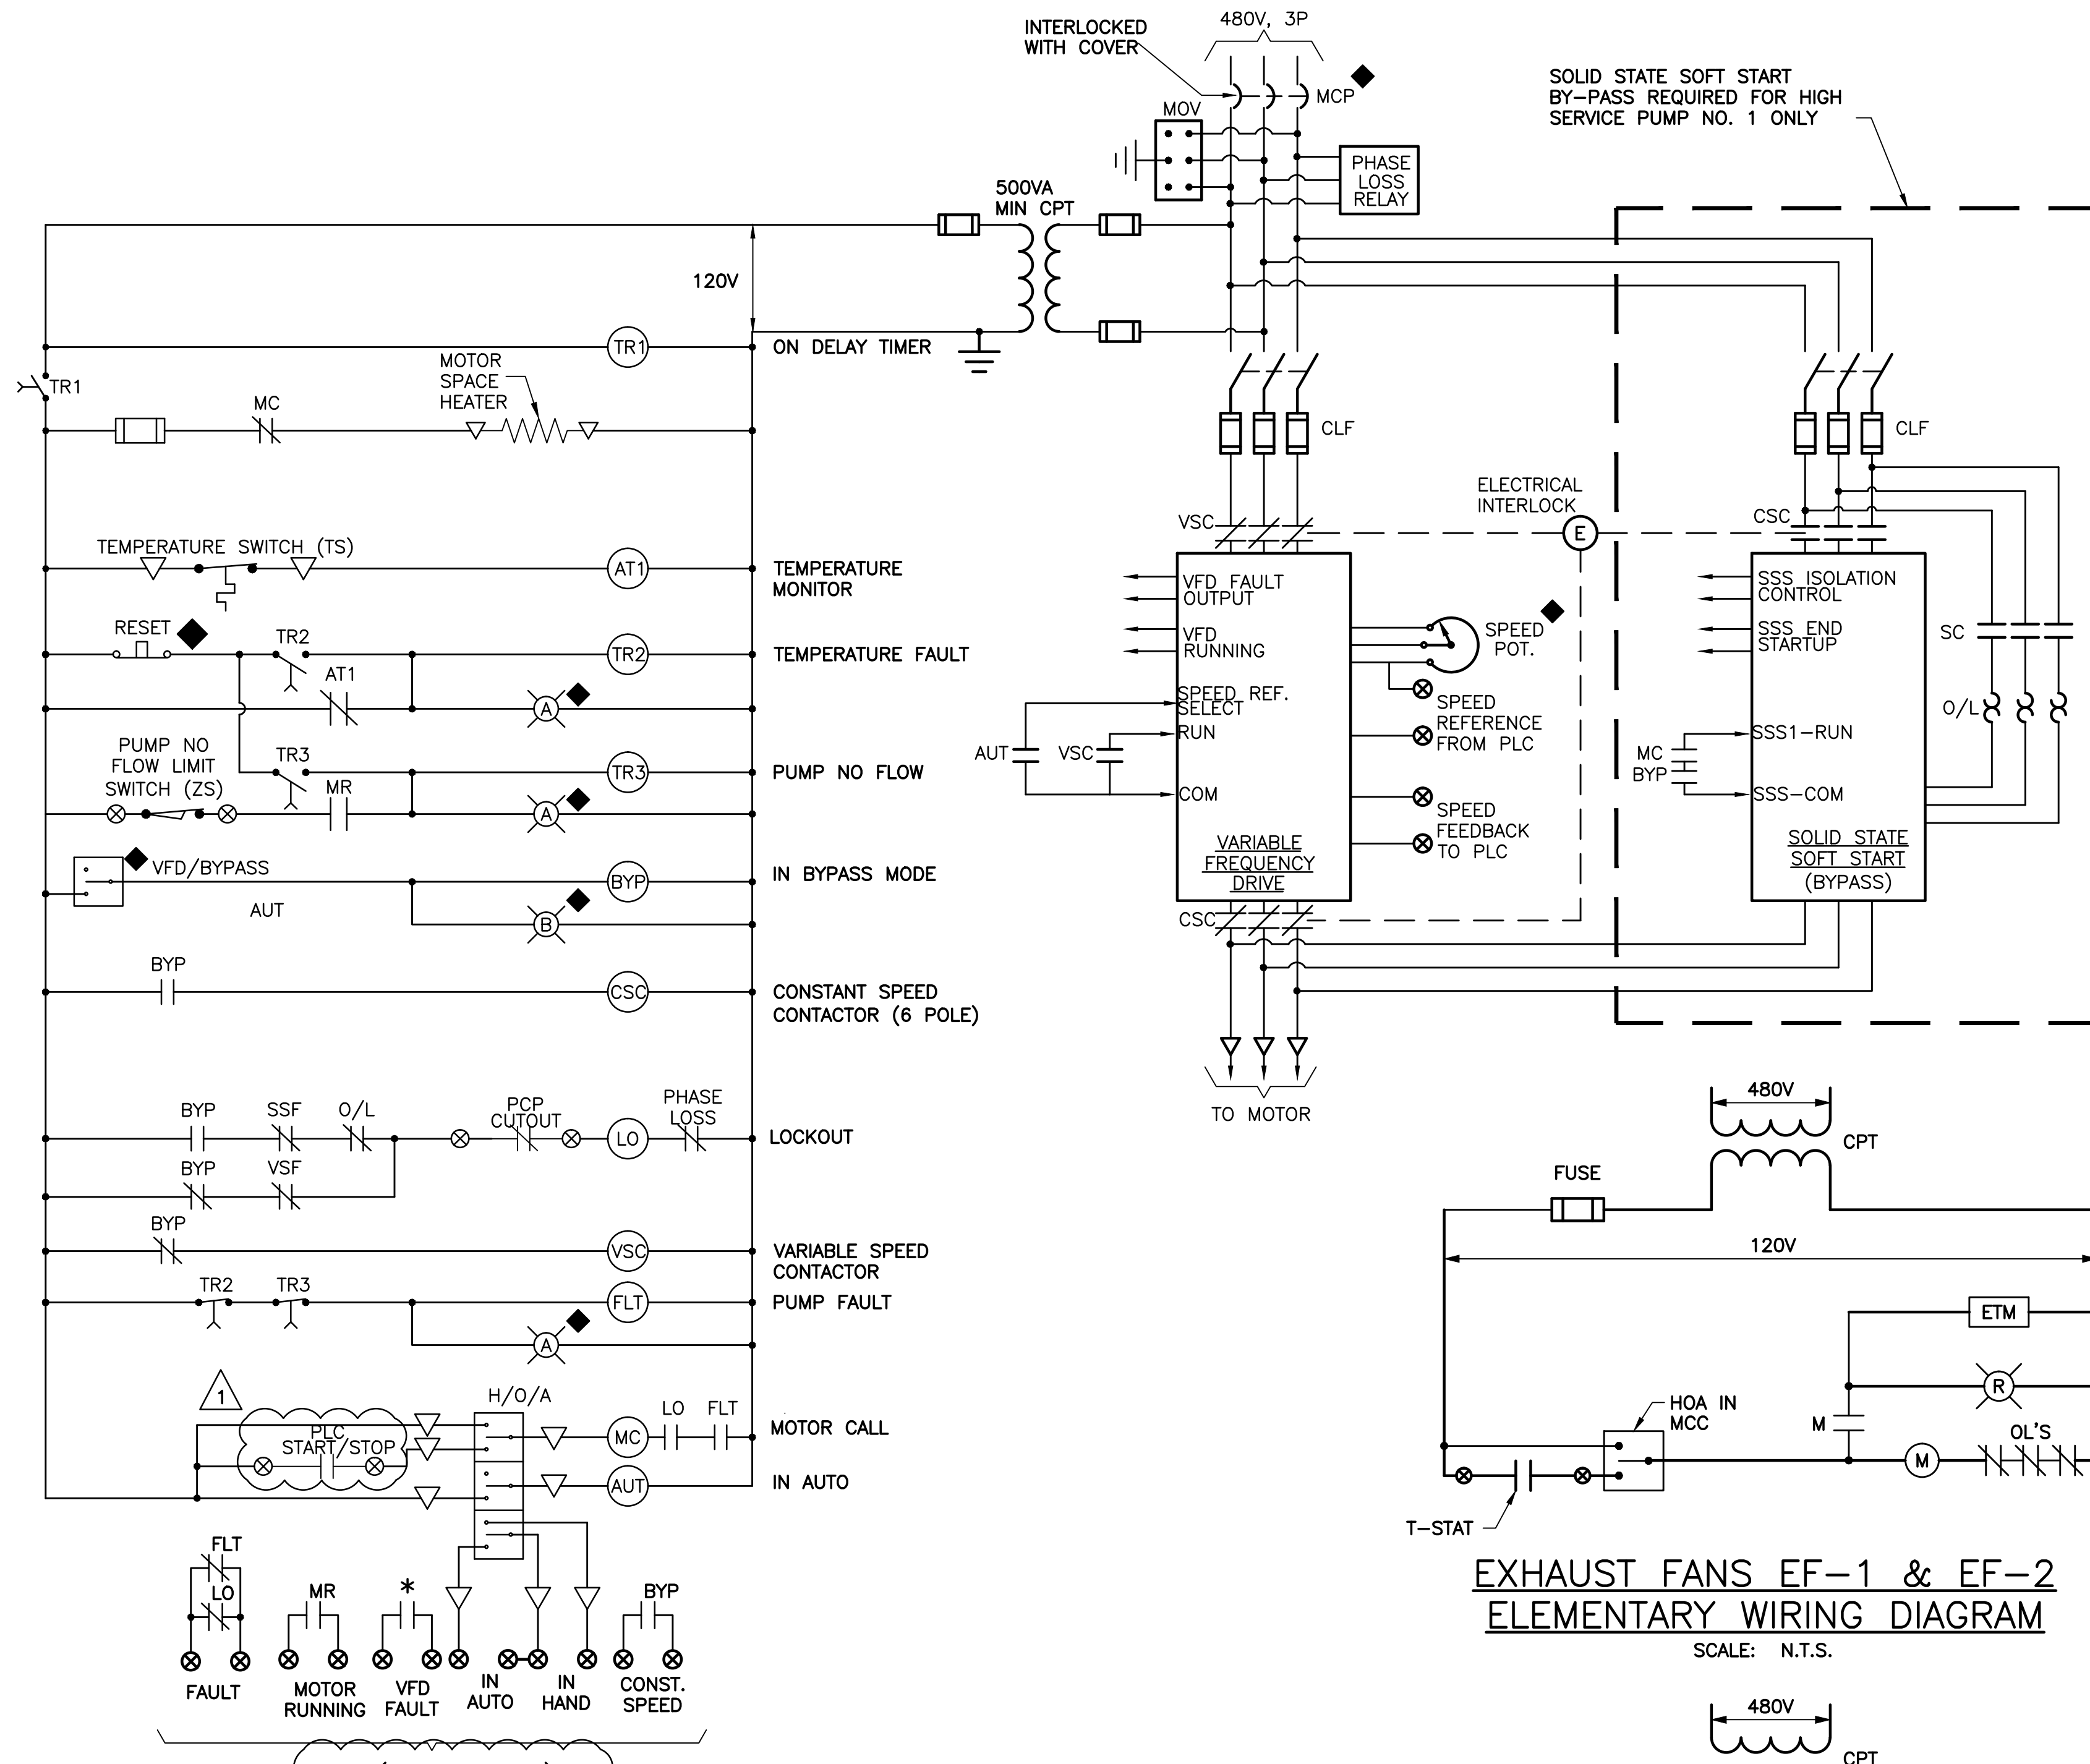 480V, 3P
INTERLOCKED
WITH COVER
MCP
MOV
SOLID STATE SOFT START
BY-PASS REQUIRED FOR HIGH
SERVICE PUMP NO. 1 ONLY
PHASE
LOSS
RELAY
500VA
MIN CPT
120V
TR1
ON DELAY TIMER
TR1
MOTOR
SPACE
HEATER
MC
CLF
CLF
ELECTRICAL
INTERLOCK
E
VSC
CSC
TEMPERATURE SWITCH (TS)
AT1
TEMPERATURE
MONITOR
RESET
TR2
TR2
TEMPERATURE FAULT
AT1
A
PUMP NO
FLOW LIMIT
SWITCH (ZS)
TR3
MR
TR3
PUMP NO FLOW
A
VFD/BYPASS
AUT
BYP
IN BYPASS MODE
B
BYP
CSC
CONSTANT SPEED
CONTACTOR (6 POLE)
VFD FAULT
OUTPUT
VFD
RUNNING
SPEED REF.
SELECT
RUN
COM
AUT
VSC
VARIABLE
FREQUENCY
DRIVE
CSC
SPEED
POT.
SPEED
REFERENCE
FROM PLC
SPEED
FEEDBACK
TO PLC
SSS ISOLATION
CONTROL
SSS END
STARTUP
SSS1-RUN
SSS-COM
MC
BYP
SOLID STATE
SOFT START
(BYPASS)
SC
O/L
TO MOTOR
BYP
SSF
O/L
PCP
CUTOUT
LO
PHASE
LOSS
LOCKOUT
BYP
VSF
BYP
VSC
VARIABLE SPEED
CONTACTOR
TR2
TR3
FLT
PUMP FAULT
A
1
PLC
START/STOP
H/O/A
MC
LO
FLT
MOTOR CALL
AUT
IN AUTO
FLT
LO
FAULT
MR
MOTOR
RUNNING
*
VFD
FAULT
IN
AUTO
IN
HAND
BYP
CONST.
SPEED
480V
CPT
FUSE
120V
ETM
R
HOA IN
MCC
M
M
OL'S
T-STAT
EXHAUST FANS EF-1 & EF-2
ELEMENTARY WIRING DIAGRAM
SCALE: N.T.S.
480V
CPT